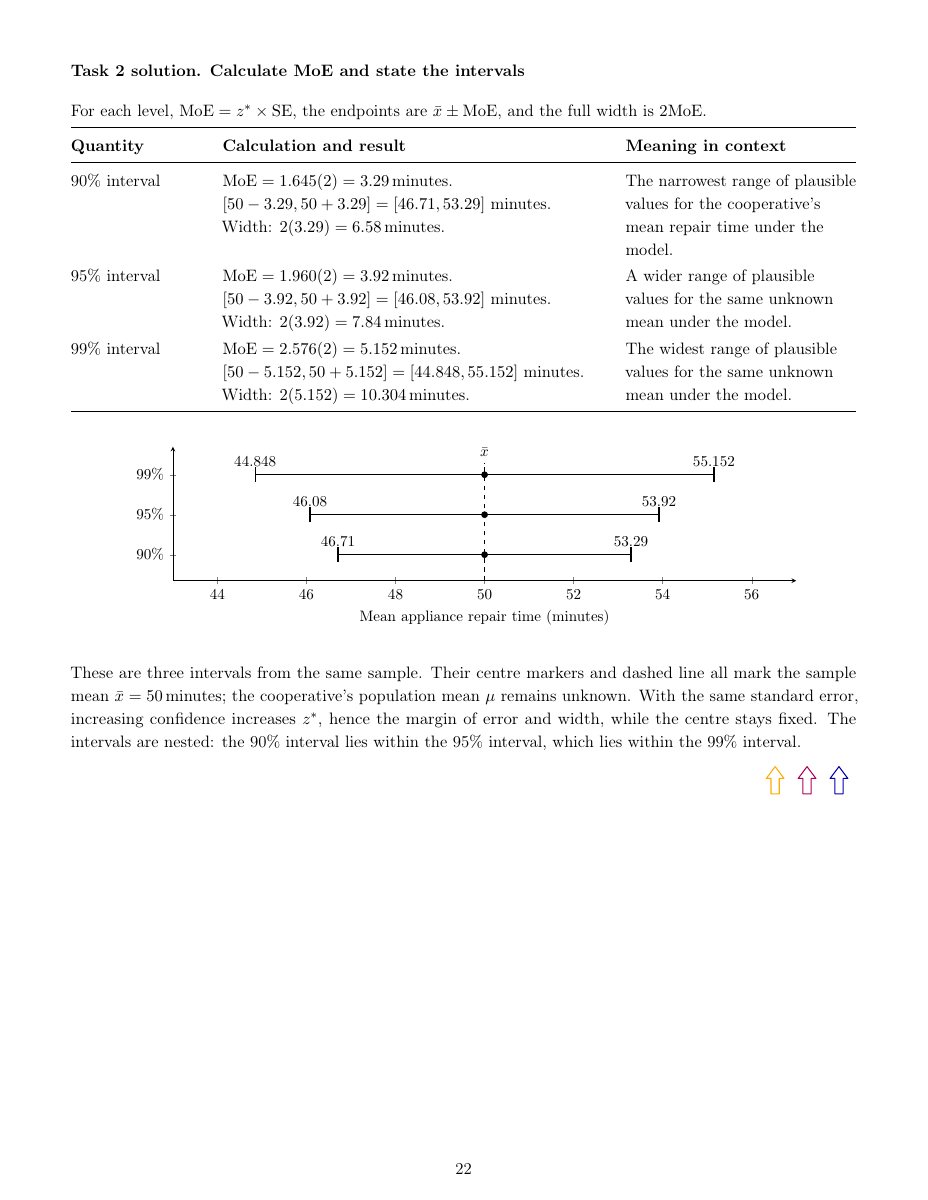 Task 2 solution. Calculate MoE and state the intervals
For each level, MoE = z* × SE, the endpoints are x̄ ± MoE, and the full width is 2MoE.
Quantity Calculation and result Meaning in context
90% interval MoE = 1.645(2) = 3.29 minutes. The narrowest range of plausible
[50 − 3.29, 50 + 3.29] = [46.71, 53.29] minutes. values for the cooperative's
Width: 2(3.29) = 6.58 minutes. mean repair time under the
model.
95% interval MoE = 1.960(2) = 3.92 minutes. A wider range of plausible
[50 − 3.92, 50 + 3.92] = [46.08, 53.92] minutes. values for the same unknown
Width: 2(3.92) = 7.84 minutes. mean under the model.
99% interval MoE = 2.576(2) = 5.152 minutes. The widest range of plausible
[50 − 5.152, 50 + 5.152] = [44.848, 55.152] minutes. values for the same unknown
Width: 2(5.152) = 10.304 minutes. mean under the model.
x̄
44.848 55.152
99%
46.08 53.92
95%
46.71 53.29
90%
44 46 48 50 52 54 56
Mean appliance repair time (minutes)
These are three intervals from the same sample. Their centre markers and dashed line all mark the sample
mean x̄ = 50 minutes; the cooperative's population mean μ remains unknown. With the same standard error,
increasing confidence increases z*, hence the margin of error and width, while the centre stays fixed. The
intervals are nested: the 90% interval lies within the 95% interval, which lies within the 99% interval.
22